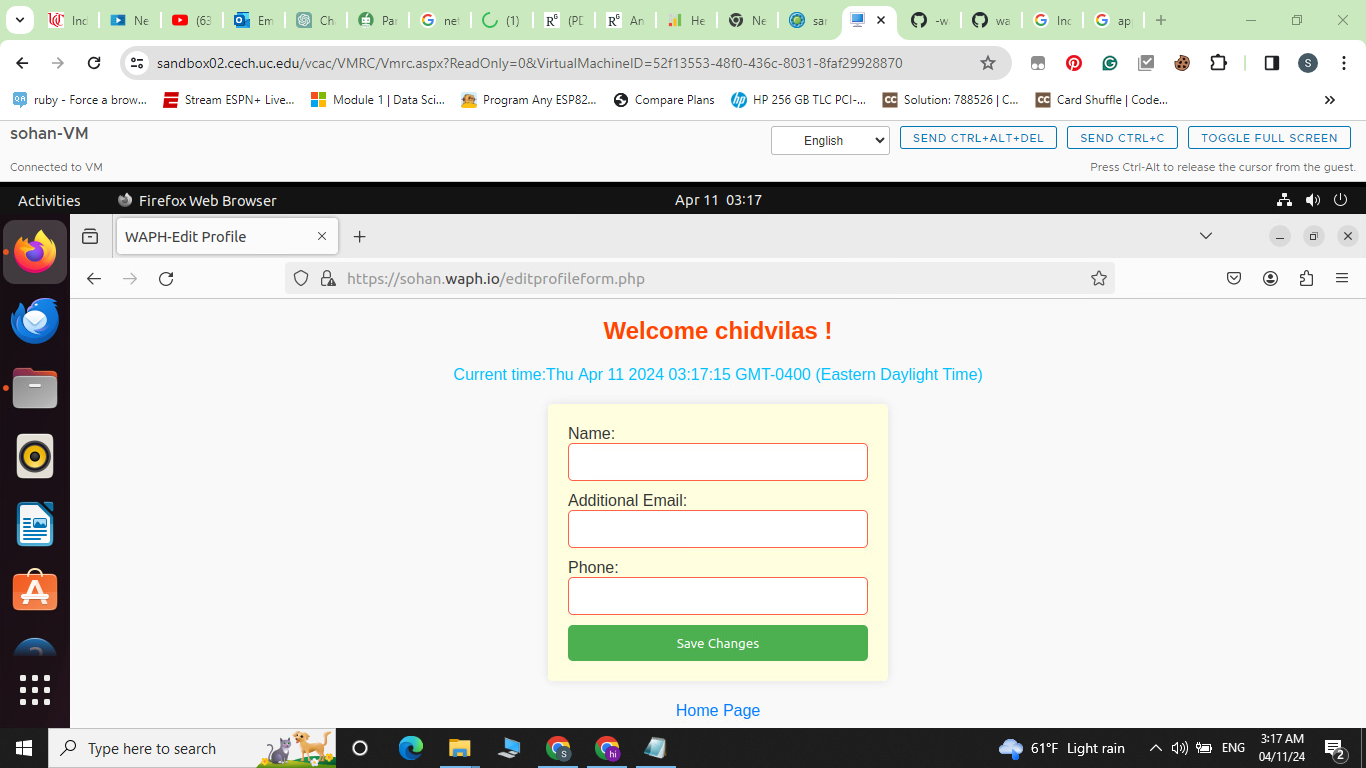 Ind
Ne
(63
Em
Ch
Par
net
(1)
(PD
An
He
Ne
sar
-w
wa
Inc
ap
sandbox02.cech.uc.edu/vcac/VMRC/Vmrc.aspx?ReadOnly=0&VirtualMachineID=52f13553-48f0-436c-8031-8faf29928870
S
ruby - Force a brow...
Stream ESPN+ Live...
Module 1 | Data Sci...
Program Any ESP82...
Compare Plans
HP 256 GB TLC PCI-...
Solution: 788526 | C...
Card Shuffle | Code...
sohan-VM
English
SEND CTRL+ALT+DEL
SEND CTRL+C
TOGGLE FULL SCREEN
Connected to VM
Press Ctrl-Alt to release the cursor from the guest.
Activities
Firefox Web Browser
Apr 11 03:17
WAPH-Edit Profile
https://sohan.waph.io/editprofileform.php
Welcome chidvilas !
Current time:Thu Apr 11 2024 03:17:15 GMT-0400 (Eastern Daylight Time)
Name:
Additional Email:
Phone:
Save Changes
Home Page
Type here to search
61°F Light rain
ENG
3:17 AM
04/11/24
2